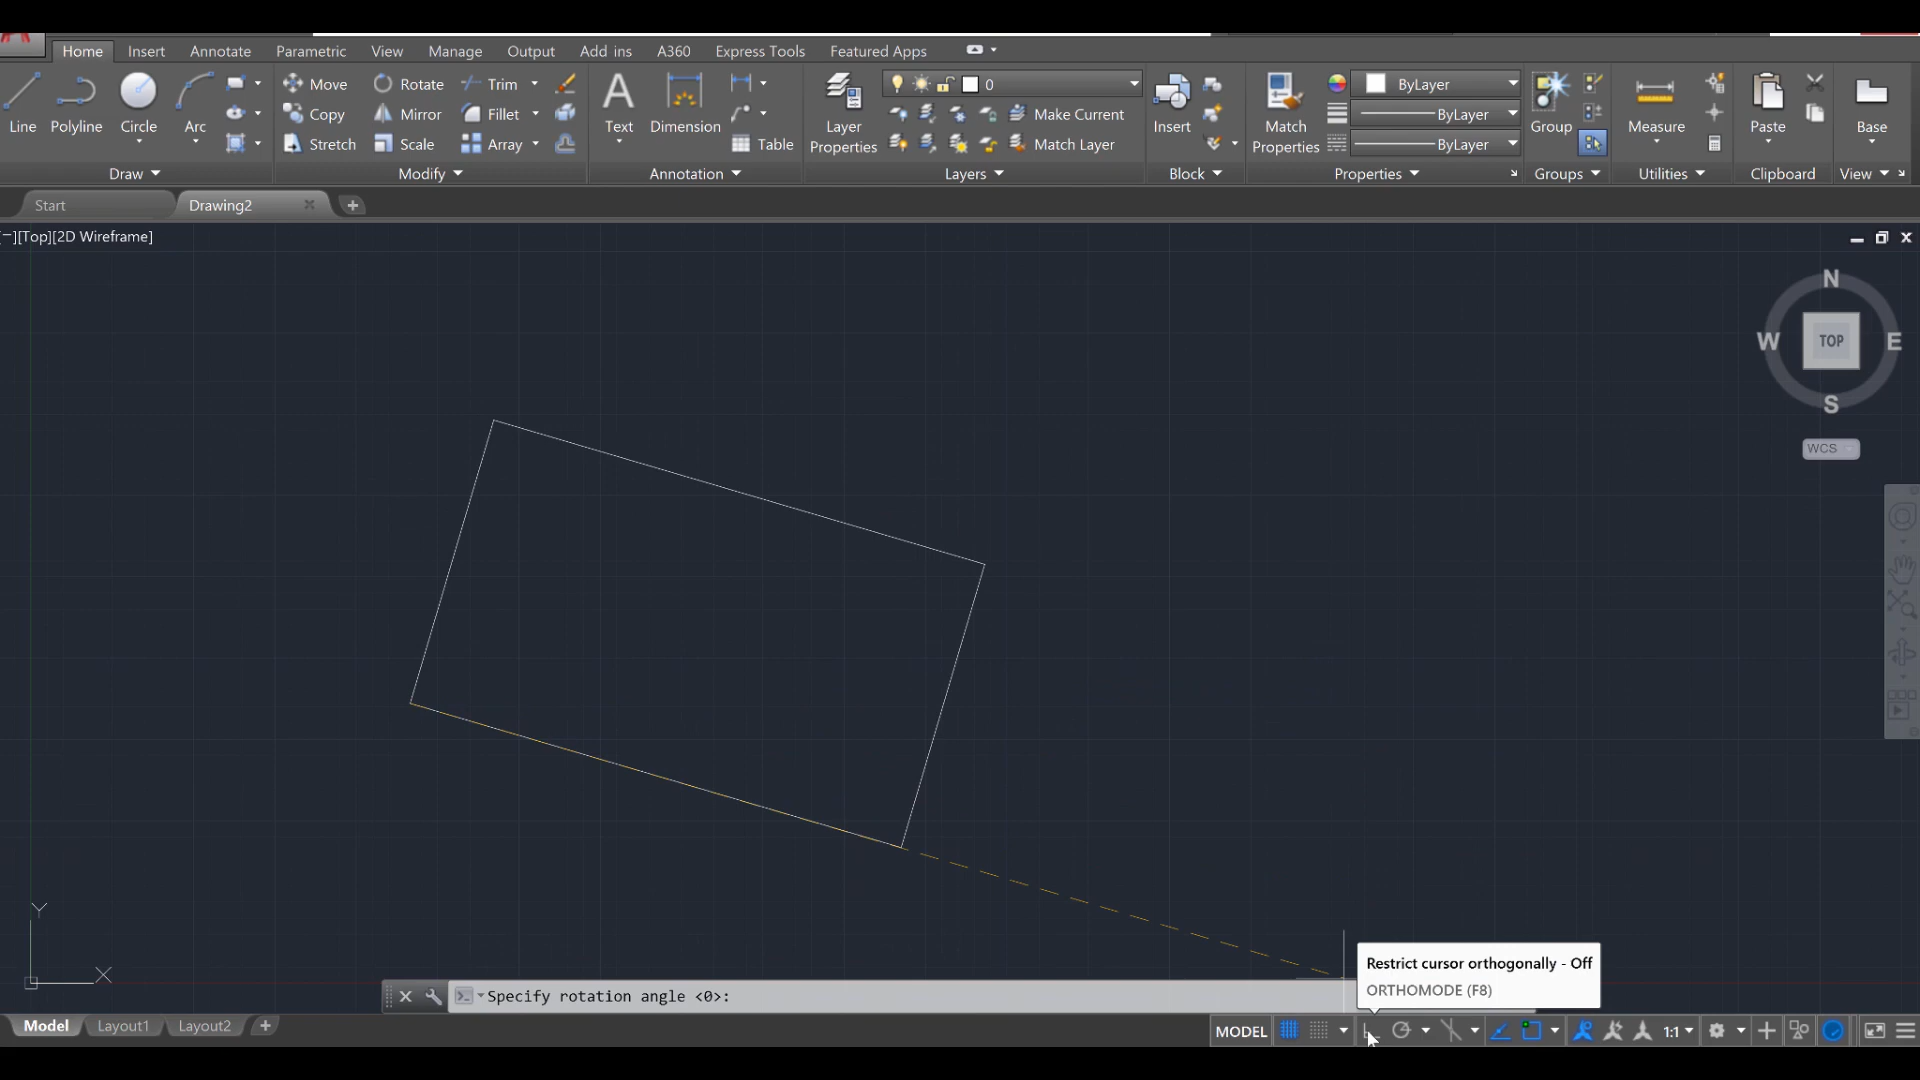 Home Insert Annotate Parametric View Manage Output Add ins A360 Express Tools Featured Apps
Line Polyline Circle Arc
Move Rotate Trim
Copy Mirror Fillet
Stretch Scale Array
Text Dimension Table
Layer Properties
0
Make Current
Match Layer
Insert
Match Properties
ByLayer
ByLayer
ByLayer
Group Measure Paste Base
Draw Modify Annotation Layers Block Properties Groups Utilities Clipboard View
Start Drawing2
[−][Top][2D Wireframe]
N
W TOP E
S
WCS
Y
X
Restrict cursor orthogonally - Off
ORTHOMODE (F8)
Specify rotation angle <0>:
Model Layout1 Layout2
MODEL 1:1